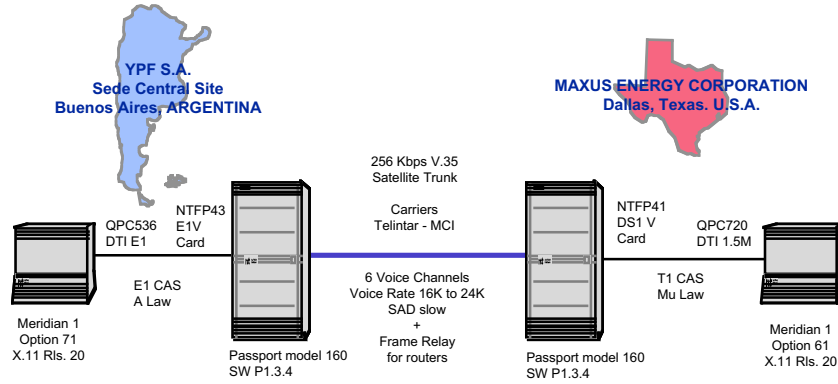 YPF S.A.
Sede Central Site
Buenos Aires, ARGENTINA
MAXUS ENERGY CORPORATION
Dallas, Texas. U.S.A.
256 Kbps V.35
Satellite Trunk
Carriers
Telintar - MCI
QPC536
DTI E1
NTFP43
E1V
Card
NTFP41
DS1 V
Card
QPC720
DTI 1.5M
E1 CAS
A Law
6 Voice Channels
Voice Rate 16K to 24K
SAD slow
+
Frame Relay
for routers
T1 CAS
Mu Law
Meridian 1
Option 71
X.11 Rls. 20
Passport model 160
SW P1.3.4
Passport model 160
SW P1.3.4
Meridian 1
Option 61
X.11 Rls. 20